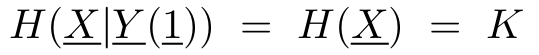 H(X|Y(1)) = H(X) = K